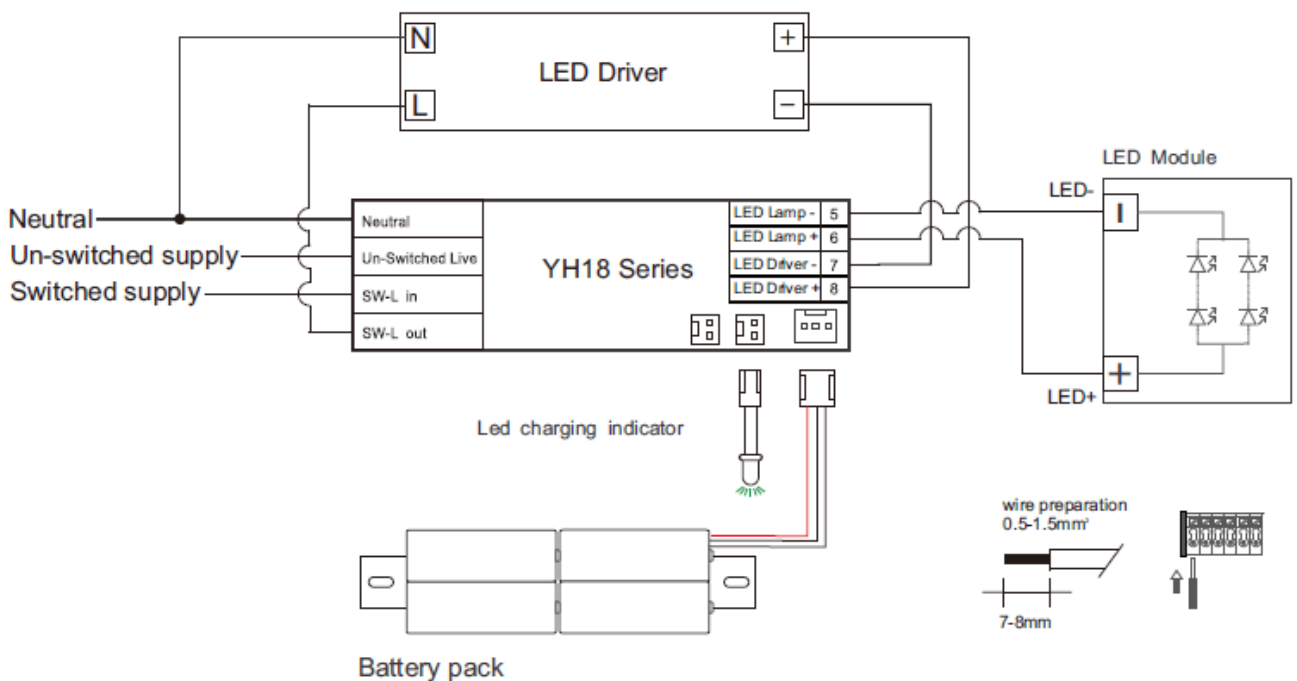 N
+
LED Driver
L
−
LED Module
LED-
Neutral
Neutral
LED Lamp - 5
I
Un-switched supply
Un-Switched Live
YH18 Series
LED Lamp + 6
LED Driver - 7
Switched supply
SW-L in
LED Driver + 8
SW-L out
+
LED+
Led charging indicator
wire preparation
0.5-1.5mm²
7-8mm
Battery pack